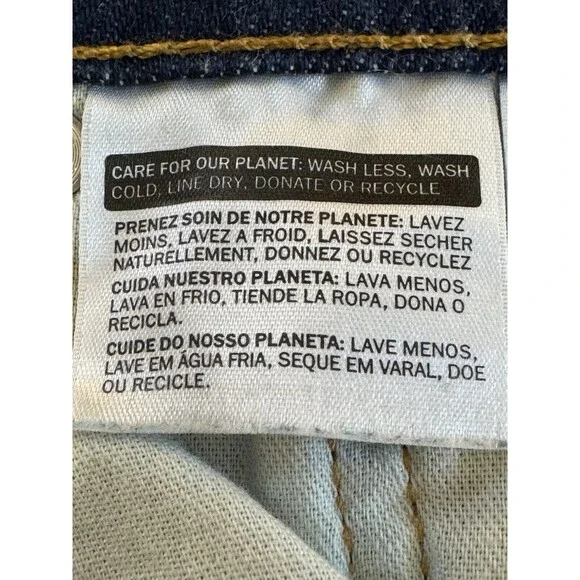 CARE FOR OUR PLANET: WASH LESS, WASH
COLD, LINE DRY, DONATE OR RECYCLE
PRENEZ SOIN DE NOTRE PLANETE: LAVEZ
MOINS, LAVEZ A FROID, LAISSEZ SECHER
NATURELLEMENT, DONNEZ OU RECYCLEZ
CUIDA NUESTRO PLANETA: LAVA MENOS,
LAVA EN FRIO, TIENDE LA ROPA, DONA O
RECICLA.
CUIDE DO NOSSO PLANETA: LAVE MENOS,
LAVE EM ÁGUA FRIA, SEQUE EM VARAL, DOE
OU RECICLE.